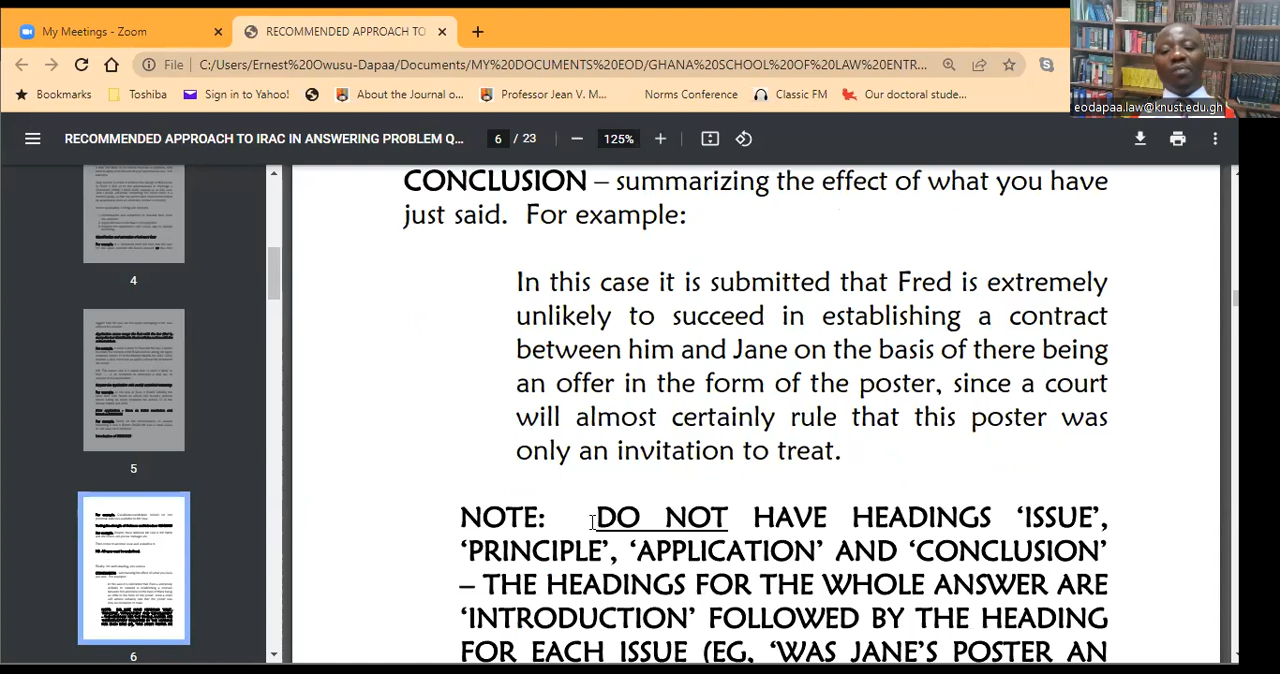 My Meetings - Zoom
RECOMMENDED APPROACH TO
File C:/Users/Ernest%20Owusu-Dapaa/Documents/MY%20DOCUMENTS%20EOD/GHANA%20SCHOOL%20OF%20LAW%20ENTR...
Bookmarks Toshiba Sign in to Yahoo! About the Journal o... Professor Jean V. M... Norms Conference Classic FM Our doctoral stude...
eodapaa.law@knust.edu.gh
RECOMMENDED APPROACH TO IRAC IN ANSWERING PROBLEM Q... 6 / 23 125%
4
5
6
CONCLUSION – summarizing the effect of what you have
just said. For example:
In this case it is submitted that Fred is extremely
unlikely to succeed in establishing a contract
between him and Jane on the basis of there being
an offer in the form of the poster, since a court
will almost certainly rule that this poster was
only an invitation to treat.
NOTE: DO NOT HAVE HEADINGS ‘ISSUE’,
‘PRINCIPLE’, ‘APPLICATION’ AND ‘CONCLUSION’
– THE HEADINGS FOR THE WHOLE ANSWER ARE
‘INTRODUCTION’ FOLLOWED BY THE HEADING
FOR EACH ISSUE (EG, ‘WAS JANE’S POSTER AN